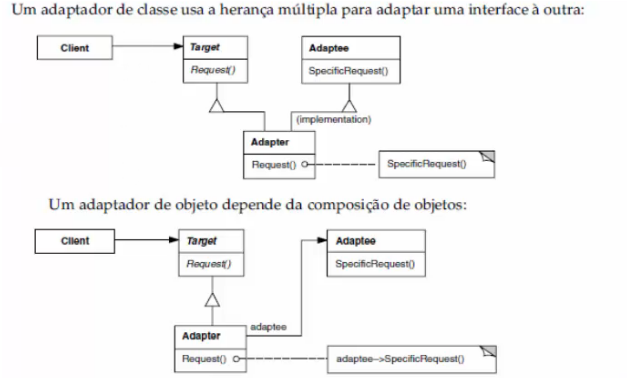 Um adaptador de classe usa a herança múltipla para adaptar uma interface à outra:
Client
Target
Adaptee
Request()
SpecificRequest()
(implementation)
Adapter
Request()
SpecificRequest()
Um adaptador de objeto depende da composição de objetos:
Client
Target
Adaptee
Request()
SpecificRequest()
adaptee
Adapter
Request()
adaptee->SpecificRequest()